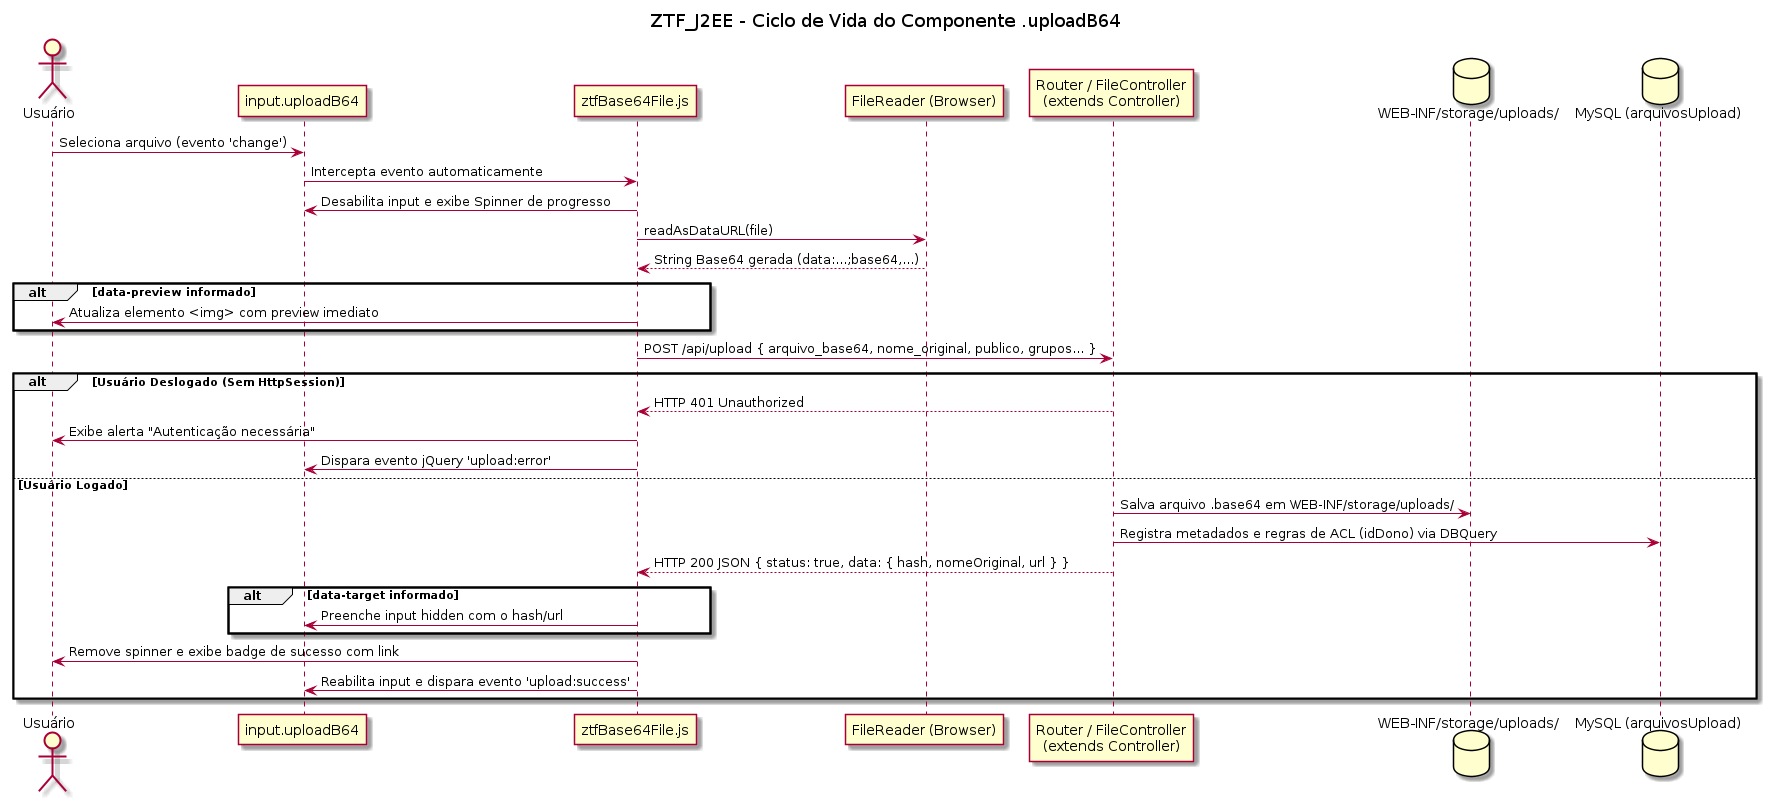 ZTF_J2EE - Ciclo de Vida do Componente .uploadB64
Usuário
input.uploadB64
ztfBase64File.js
FileReader (Browser)
Router / FileController
(extends Controller)
WEB-INF/storage/uploads/
MySQL (arquivosUpload)
Seleciona arquivo (evento 'change')
Intercepta evento automaticamente
Desabilita input e exibe Spinner de progresso
readAsDataURL(file)
String Base64 gerada (data:...;base64,...)
alt [data-preview informado]
Atualiza elemento <img> com preview imediato
POST /api/upload { arquivo_base64, nome_original, publico, grupos... }
alt [Usuário Deslogado (Sem HttpSession)]
HTTP 401 Unauthorized
Exibe alerta "Autenticação necessária"
Dispara evento jQuery 'upload:error'
[Usuário Logado]
Salva arquivo .base64 em WEB-INF/storage/uploads/
Registra metadados e regras de ACL (idDono) via DBQuery
HTTP 200 JSON { status: true, data: { hash, nomeOriginal, url } }
alt [data-target informado]
Preenche input hidden com o hash/url
Remove spinner e exibe badge de sucesso com link
Reabilita input e dispara evento 'upload:success'
Usuário
input.uploadB64
ztfBase64File.js
FileReader (Browser)
Router / FileController
(extends Controller)
WEB-INF/storage/uploads/
MySQL (arquivosUpload)